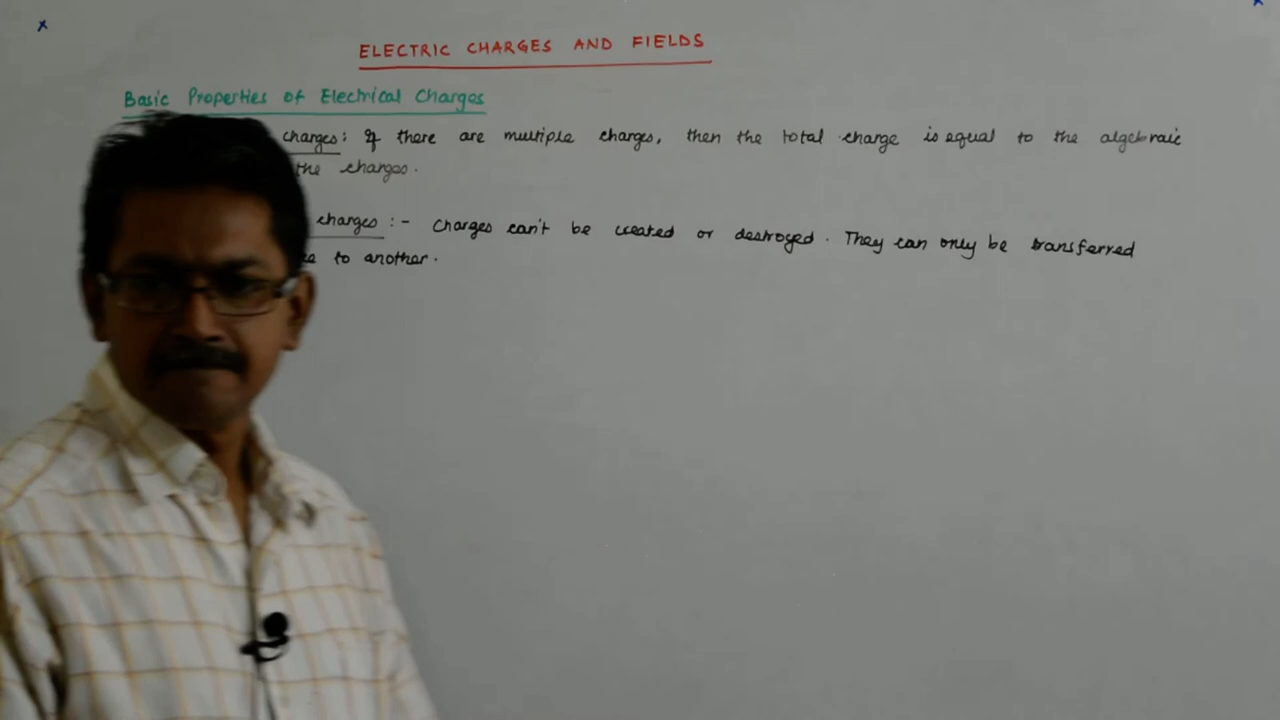 ELECTRIC CHARGES AND FIELDS
Basic Properties of Electrical Charges
charges: If there are multiple charges, then the total charge is equal to the algebraic
the charges.
charges :- Charges can't be created or destroyed. They can only be transferred
to another.